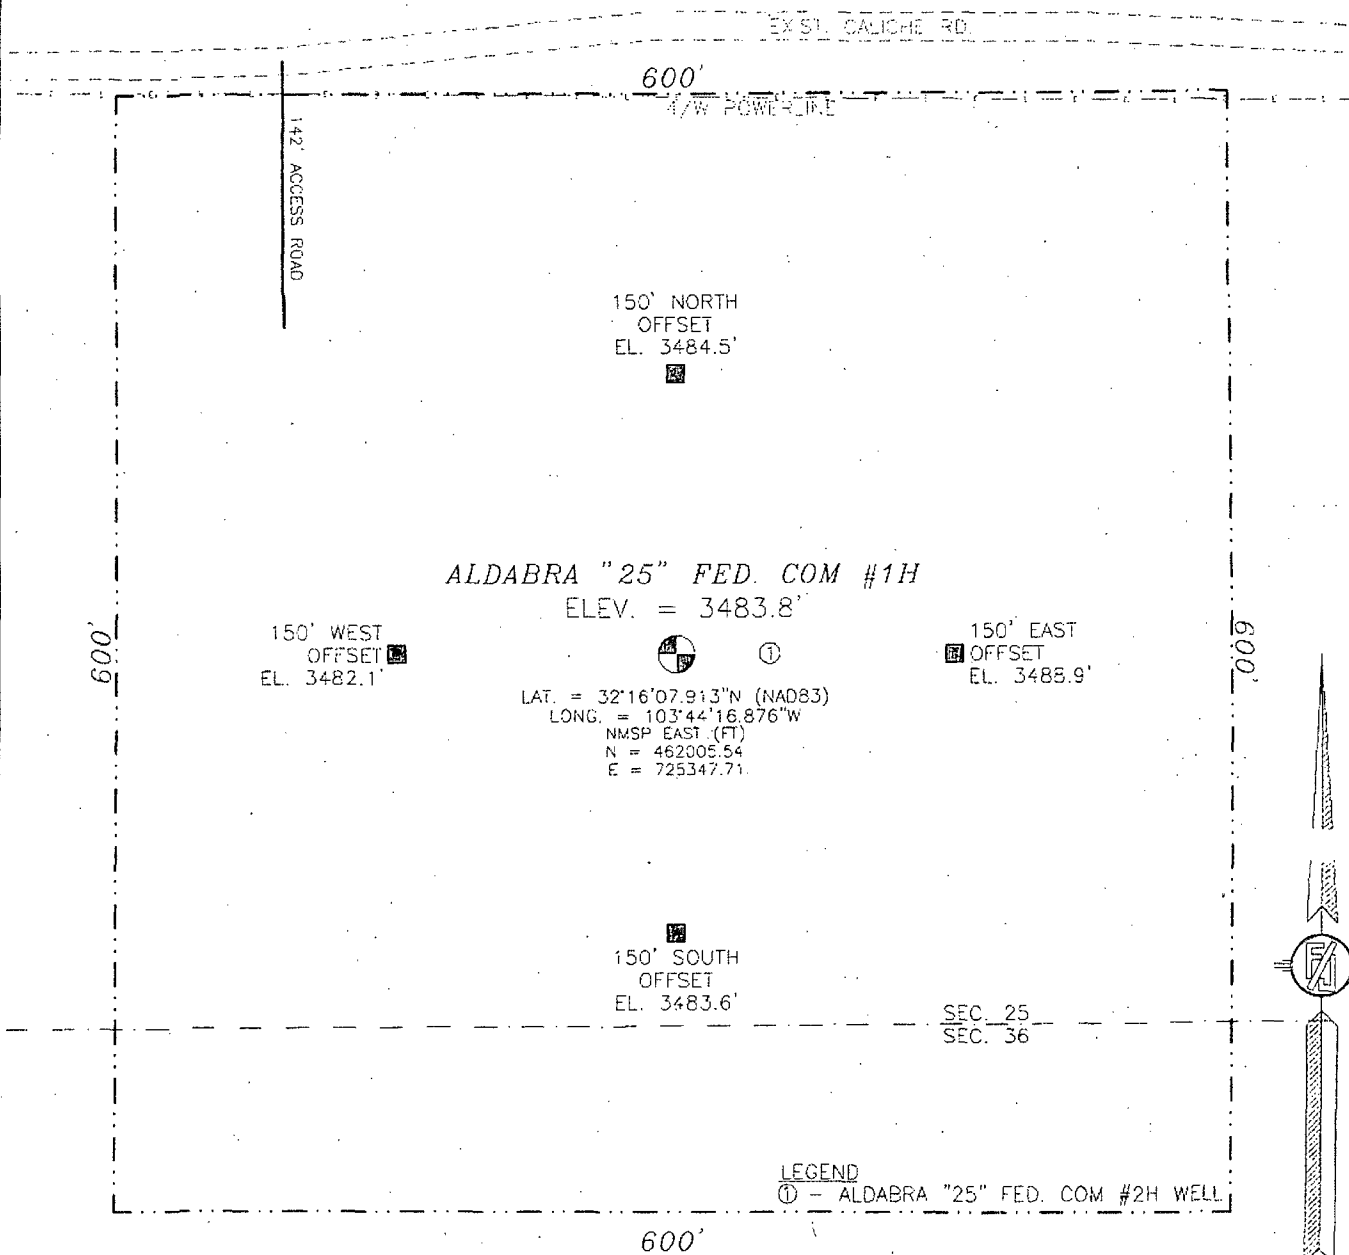 EXIST. CALICHE RD.
600'
4/W POWERLINE
142' ACCESS ROAD
150' NORTH
OFFSET
EL. 3484.5'
ALDABRA "25" FED. COM #1H
ELEV. = 3483.8'
600'
150' WEST
OFFSET
EL. 3482.1'
①
150' EAST
OFFSET
EL. 3485.9'
600'
LAT. = 32°16'07.913"N (NAD83)
LONG. = 103°44'16.876"W
NMSP EAST (FT)
N = 462005.54
E = 725347.71
150' SOUTH
OFFSET
EL. 3483.6'
SEC. 25
SEC. 36
LEGEND
① - ALDABRA "25" FED. COM #2H WELL
600'